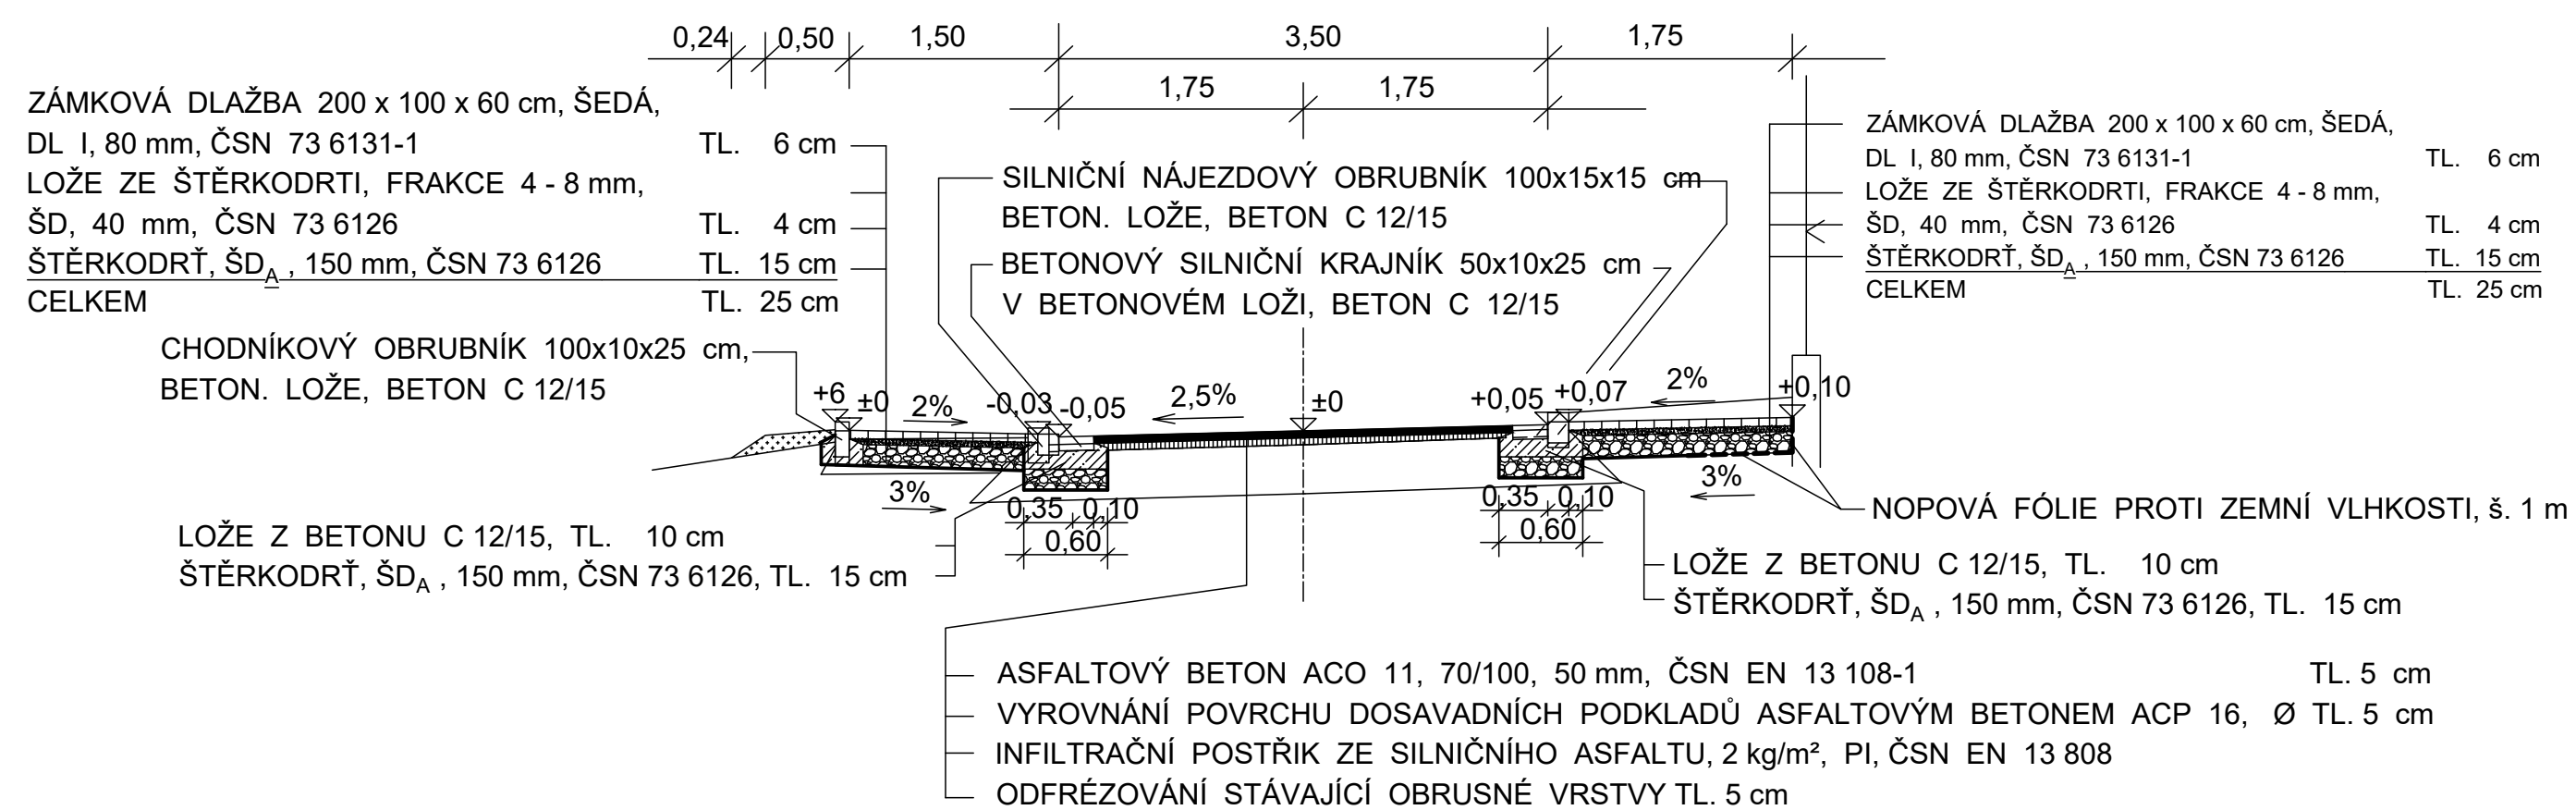 0,24 0,50 1,50 3,50 1,75
1,75 1,75
ZÁMKOVÁ DLAŽBA 200 x 100 x 60 cm, ŠEDÁ,
DL I, 80 mm, ČSN 73 6131-1 TL. 6 cm
LOŽE ZE ŠTĚRKODRTI, FRAKCE 4 - 8 mm,
ŠD, 40 mm, ČSN 73 6126 TL. 4 cm
ŠTĚRKODRŤ, ŠDA , 150 mm, ČSN 73 6126 TL. 15 cm
CELKEM TL. 25 cm
CHODNÍKOVÝ OBRUBNÍK 100x10x25 cm,
BETON. LOŽE, BETON C 12/15
SILNIČNÍ NÁJEZDOVÝ OBRUBNÍK 100x15x15 cm
BETON. LOŽE, BETON C 12/15
BETONOVÝ SILNIČNÍ KRAJNÍK 50x10x25 cm
V BETONOVÉM LOŽI, BETON C 12/15
ZÁMKOVÁ DLAŽBA 200 x 100 x 60 cm, ŠEDÁ,
DL I, 80 mm, ČSN 73 6131-1 TL. 6 cm
LOŽE ZE ŠTĚRKODRTI, FRAKCE 4 - 8 mm,
ŠD, 40 mm, ČSN 73 6126 TL. 4 cm
ŠTĚRKODRŤ, ŠDA , 150 mm, ČSN 73 6126 TL. 15 cm
CELKEM TL. 25 cm
+6 ±0 2% -0,03 -0,05 2,5% ±0 +0,05 +0,07 2% +0,10
3% 3%
0,35 0,10 0,35 0,10
0,60 0,60
NOPOVÁ FÓLIE PROTI ZEMNÍ VLHKOSTI, š. 1 m
LOŽE Z BETONU C 12/15, TL. 10 cm
ŠTĚRKODRŤ, ŠDA , 150 mm, ČSN 73 6126, TL. 15 cm
LOŽE Z BETONU C 12/15, TL. 10 cm
ŠTĚRKODRŤ, ŠDA , 150 mm, ČSN 73 6126, TL. 15 cm
ASFALTOVÝ BETON ACO 11, 70/100, 50 mm, ČSN EN 13 108-1 TL. 5 cm
VYROVNÁNÍ POVRCHU DOSAVADNÍCH PODKLADŮ ASFALTOVÝM BETONEM ACP 16, Ø TL. 5 cm
INFILTRAČNÍ POSTŘIK ZE SILNIČNÍHO ASFALTU, 2 kg/m², PI, ČSN EN 13 808
ODFRÉZOVÁNÍ STÁVAJÍCÍ OBRUSNÉ VRSTVY TL. 5 cm